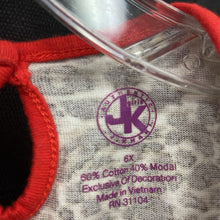 JK
6X
60% Cotton 40% Modal
Exclusive Of Decoration
Made in Vietnam
RN 31104